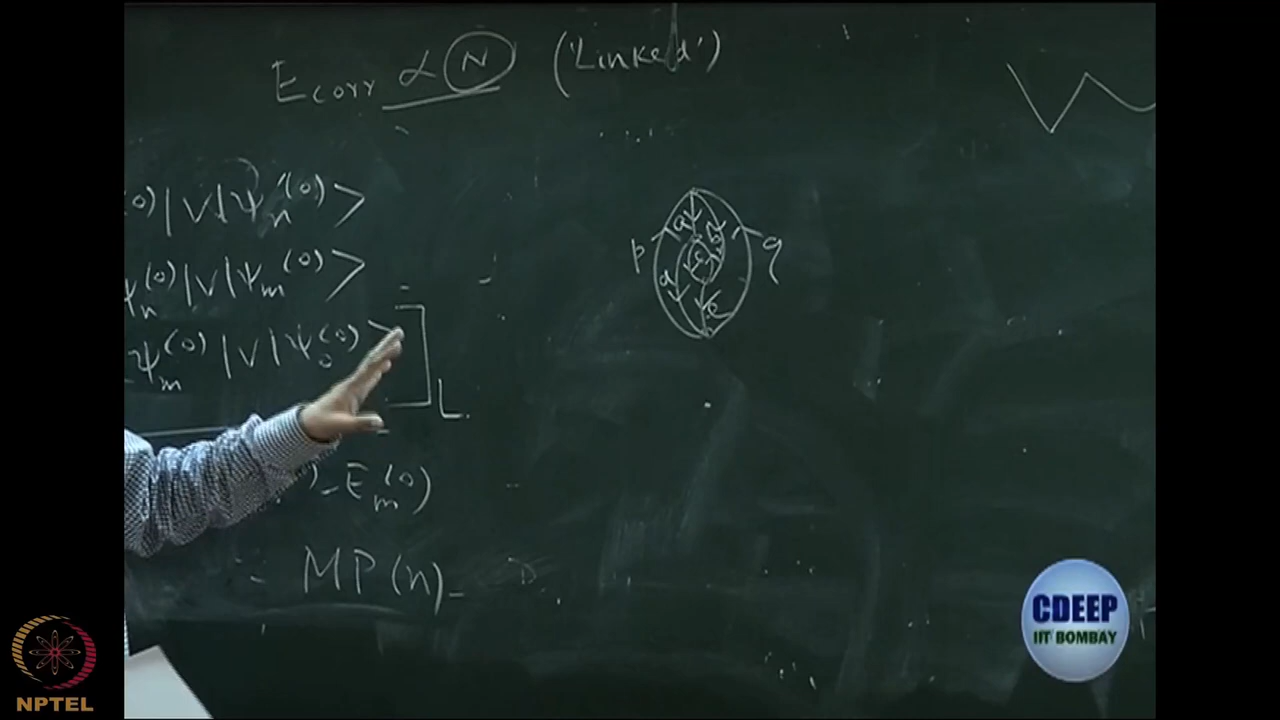 E_corr ∝ N ('Linked')
(0) | V | Ψ_n^(0) >
Ψ_n^(0) | V | Ψ_m^(0) >
Ψ_m^(0) | V | Ψ_0^(0) > ]_L
) - E_m^(0) )
= MP(n) -
p
q
a
b
c
d
e
CDEEP
IIT BOMBAY
NPTEL